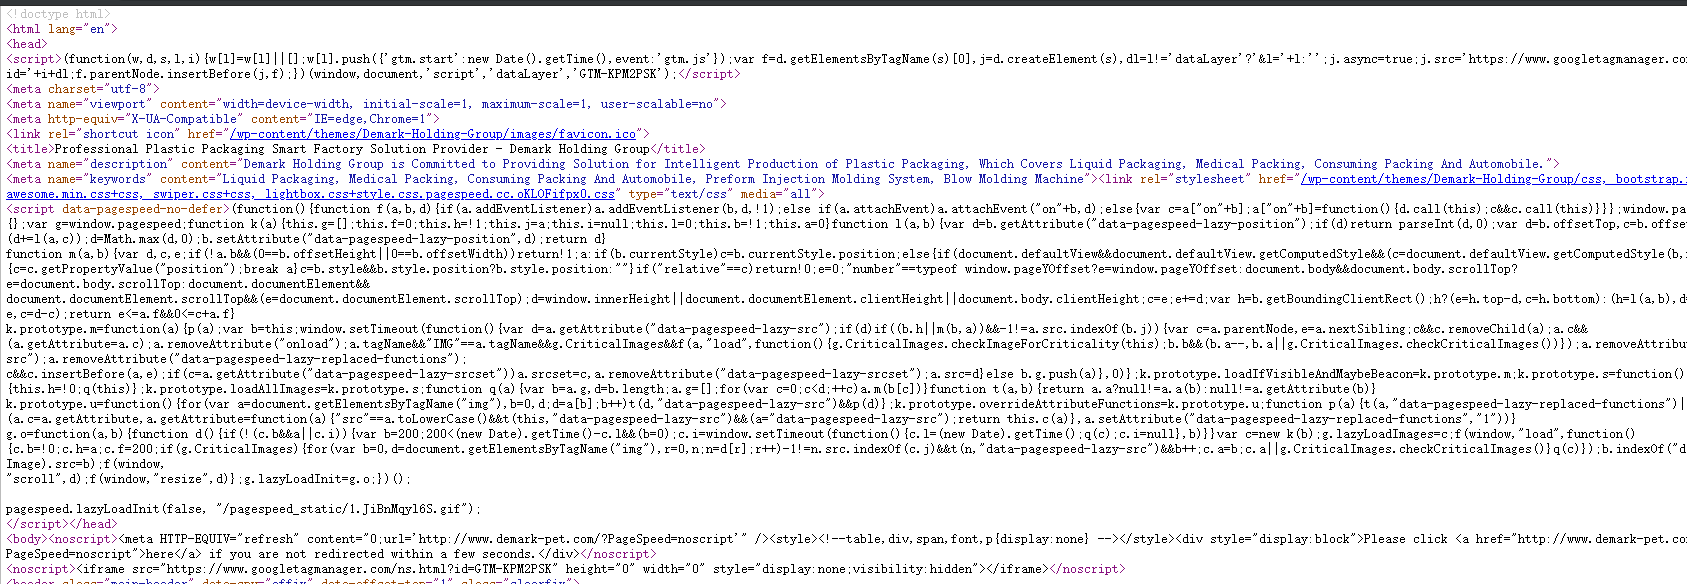 <!doctype html>
<html lang="en">
<head>
<script>(function(w,d,s,l,i){w[l]=w[l]||[];w[l].push({'gtm.start':new Date().getTime(),event:'gtm.js'});var f=d.getElementsByTagName(s)[0],j=d.createElement(s),dl=l!='dataLayer'?'&l='+l:'';j.async=true;j.src='https://www.googletagmanager.co
id='+i+dl;f.parentNode.insertBefore(j,f);})(window,document,'script','dataLayer','GTM-KPM2PSK');</script>
<meta charset="utf-8">
<meta name="viewport" content="width=device-width, initial-scale=1, maximum-scale=1, user-scalable=no">
<meta http-equiv="X-UA-Compatible" content="IE=edge,Chrome=1">
<link rel="shortcut icon" href="/wp-content/themes/Demark-Holding-Group/images/favicon.ico">
<title>Professional Plastic Packaging Smart Factory Solution Provider - Demark Holding Group</title>
<meta name="description" content="Demark Holding Group is Committed to Providing Solution for Intelligent Production of Plastic Packaging, Which Covers Liquid Packaging, Medical Packing, Consuming Packing And Automobile.">
<meta name="keywords" content="Liquid Packaging, Medical Packing, Consuming Packing And Automobile, Preform Injection Molding System, Blow Molding Machine"><link rel="stylesheet" href="/wp-content/themes/Demark-Holding-Group/css,_bootstrap.
awesome.min.css+css,_swiper.css+css,_lightbox.css+style.css.pagespeed.cc.oKLOFifpx0.css" type="text/css" media="all">
<script data-pagespeed-no-defer>(function(){function f(a,b,d){if(a.addEventListener)a.addEventListener(b,d,!1);else if(a.attachEvent)a.attachEvent("on"+b,d);else{var c=a["on"+b];a["on"+b]=function(){d.call(this);c&&c.call(this)}}};window.pa
{};var g=window.pagespeed;function k(a){this.g=[];this.f=0;this.h=!1;this.j=a;this.i=null;this.l=0;this.b=!1;this.a=0}function l(a,b){var d=b.getAttribute("data-pagespeed-lazy-position");if(d)return parseInt(d,0);var d=b.offsetTop,c=b.offse
(d+=l(a,c));d=Math.max(d,0);b.setAttribute("data-pagespeed-lazy-position",d);return d}
function m(a,b){var d,c,e;if(!a.b&&(0==b.offsetHeight||0==b.offsetWidth))return!1;a:if(b.currentStyle)c=b.currentStyle.position;else{if(document.defaultView&&document.defaultView.getComputedStyle&&(c=document.defaultView.getComputedStyle(b,
{c=c.getPropertyValue("position");break a}c=b.style&&b.style.position?b.style.position:""}if("relative"==c)return!0;e=0;"number"==typeof window.pageYOffset?e=window.pageYOffset:document.body&&document.body.scrollTop?
e=document.body.scrollTop:document.documentElement&&
document.documentElement.scrollTop&&(e=document.documentElement.scrollTop);d=window.innerHeight||document.documentElement.clientHeight||document.body.clientHeight;c=e;e+=d;var h=b.getBoundingClientRect();h?(e=h.top-d,c=h.bottom):(h=l(a,b),d=
e,c=d-c);return e<=a.f&&0<=c+a.f}
k.prototype.m=function(a){p(a);var b=this;window.setTimeout(function(){var d=a.getAttribute("data-pagespeed-lazy-src");if(d)if((b.h||m(b,a))&&-1!=a.src.indexOf(b.j)){var c=a.parentNode,e=a.nextSibling;c&&c.removeChild(a);a.c&&
(a.getAttribute=a.c);a.removeAttribute("onload");a.tagName&&"IMG"==a.tagName&&g.CriticalImages&&f(a,"load",function(){g.CriticalImages.checkImageForCriticality(this);b.b&&(b.a--,b.a||g.CriticalImages.checkCriticalImages())});a.removeAttribut
src");a.removeAttribute("data-pagespeed-lazy-replaced-functions");
c&&c.insertBefore(a,e);if(c=a.getAttribute("data-pagespeed-lazy-srcset"))a.srcset=c,a.removeAttribute("data-pagespeed-lazy-srcset");a.src=d}else b.g.push(a)},0)};k.prototype.loadIfVisibleAndMaybeBeacon=k.prototype.m;k.prototype.s=function()
{this.h=!0;q(this)};k.prototype.loadAllImages=k.prototype.s;function q(a){var b=a.g,d=b.length;a.g=[];for(var c=0;c<d;++c)a.m(b[c])}function t(a,b){return a.a?null!=a.a(b):null!=a.getAttribute(b)}
k.prototype.u=function(){for(var a=document.getElementsByTagName("img"),b=0,d;d=a[b];b++)t(d,"data-pagespeed-lazy-src")&&p(d)};k.prototype.overrideAttributeFunctions=k.prototype.u;function p(a){t(a,"data-pagespeed-lazy-replaced-functions")|
(a.c=a.getAttribute,a.getAttribute=function(a){"src"==a.toLowerCase()&&t(this,"data-pagespeed-lazy-src")&&(a="data-pagespeed-lazy-src");return this.c(a)},a.setAttribute("data-pagespeed-lazy-replaced-functions","1"))}
g.o=function(a,b){function d(){if(!(c.b&&a||c.i)){var b=200;200<(new Date).getTime()-c.l&&(b=0);c.i=window.setTimeout(function(){c.l=(new Date).getTime();q(c);c.i=null},b)}}var c=new k(b);g.lazyLoadImages=c;f(window,"load",function()
{c.b=!0;c.h=a;c.f=200;if(g.CriticalImages){for(var b=0,d=document.getElementsByTagName("img"),r=0,n;n=d[r];r++)-1!=n.src.indexOf(c.j)&&t(n,"data-pagespeed-lazy-src")&&b++;c.a=b;c.a||g.CriticalImages.checkCriticalImages()}q(c)});b.indexOf("d
Image).src=b);f(window,
"scroll",d);f(window,"resize",d)};g.lazyLoadInit=g.o;})();
pagespeed.lazyLoadInit(false, "/pagespeed_static/1.JiBnMqyl6S.gif");
</script></head>
<body><noscript><meta HTTP-EQUIV="refresh" content="0;url='http://www.demark-pet.com/?PageSpeed=noscript'" /><style><!--table,div,span,font,p{display:none} --></style><div style="display:block">Please click <a href="http://www.demark-pet.co
PageSpeed=noscript">here</a> if you are not redirected within a few seconds.</div></noscript>
<noscript><iframe src="https://www.googletagmanager.com/ns.html?id=GTM-KPM2PSK" height="0" width="0" style="display:none;visibility:hidden"></iframe></noscript>
<header class="main-header" data-spy="affix" data-offset-top="1" class="clearfix">